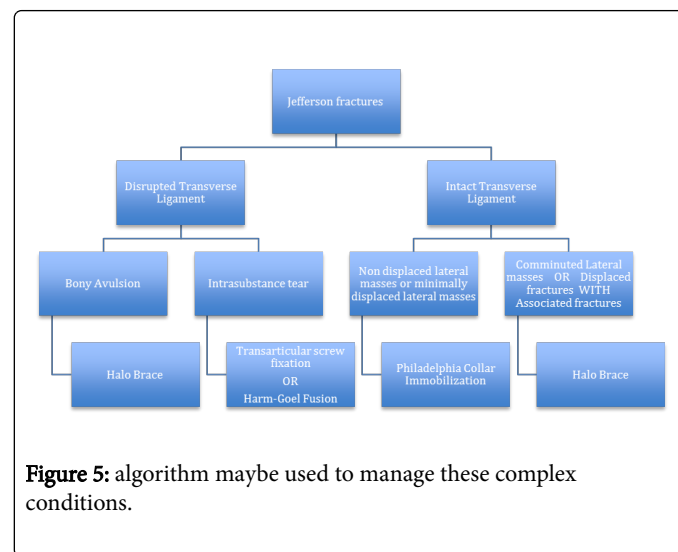 Jefferson fractures
Disrupted Transverse
Ligament
Intact Transverse
Ligament
Bony Avulsion
Intrasubstance tear
Non displaced lateral
masses or minimally
displaced lateral masses
Comminuted Lateral
masses OR Displaced
fractures WITH
Associated fractures
Halo Brace
Transarticular screw
fixation
OR
Harm-Goel Fusion
Philadelphia Collar
Immobilization
Halo Brace
Figure 5: algorithm maybe used to manage these complex
conditions.